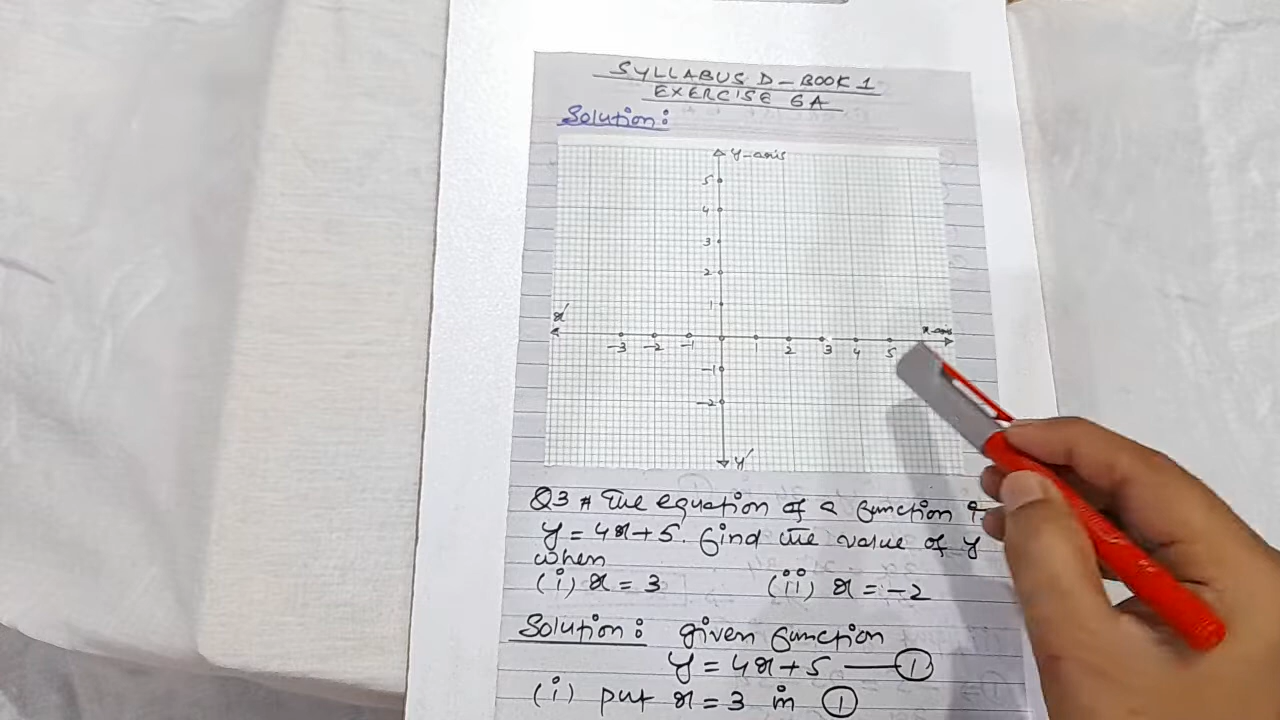 SYLLABUS D - BOOK 1
EXERCISE 6A
Solution:
y-axis
5
4
3
2
1
x'
x-axis
-3 -2 -1 1 2 3 4 5
-1
-2
y'
Q3 # The equation of a function
y = 4x+5. Find the value of y
when
(i) x = 3 (ii) x = -2
Solution: given function
y = 4x+5 — ①
(i) put x = 3 in ①